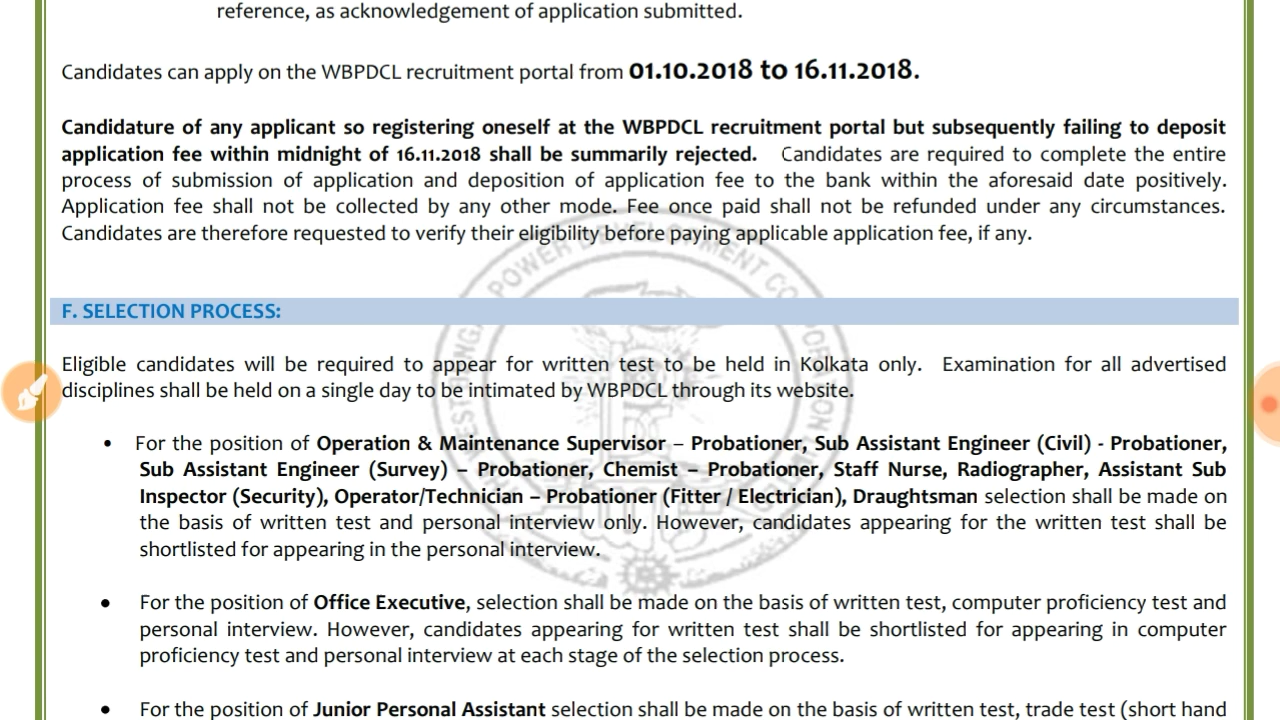 reference, as acknowledgement of application submitted.
Candidates can apply on the WBPDCL recruitment portal from 01.10.2018 to 16.11.2018.
Candidature of any applicant so registering oneself at the WBPDCL recruitment portal but subsequently failing to deposit
application fee within midnight of 16.11.2018 shall be summarily rejected. Candidates are required to complete the entire
process of submission of application and deposition of application fee to the bank within the aforesaid date positively.
Application fee shall not be collected by any other mode. Fee once paid shall not be refunded under any circumstances.
Candidates are therefore requested to verify their eligibility before paying applicable application fee, if any.
F. SELECTION PROCESS:
Eligible candidates will be required to appear for written test to be held in Kolkata only. Examination for all advertised
disciplines shall be held on a single day to be intimated by WBPDCL through its website.
• For the position of Operation & Maintenance Supervisor – Probationer, Sub Assistant Engineer (Civil) - Probationer,
Sub Assistant Engineer (Survey) – Probationer, Chemist – Probationer, Staff Nurse, Radiographer, Assistant Sub
Inspector (Security), Operator/Technician – Probationer (Fitter / Electrician), Draughtsman selection shall be made on
the basis of written test and personal interview only. However, candidates appearing for the written test shall be
shortlisted for appearing in the personal interview.
• For the position of Office Executive, selection shall be made on the basis of written test, computer proficiency test and
personal interview. However, candidates appearing for written test shall be shortlisted for appearing in computer
proficiency test and personal interview at each stage of the selection process.
• For the position of Junior Personal Assistant selection shall be made on the basis of written test, trade test (short hand
POWER DEVELOPMENT